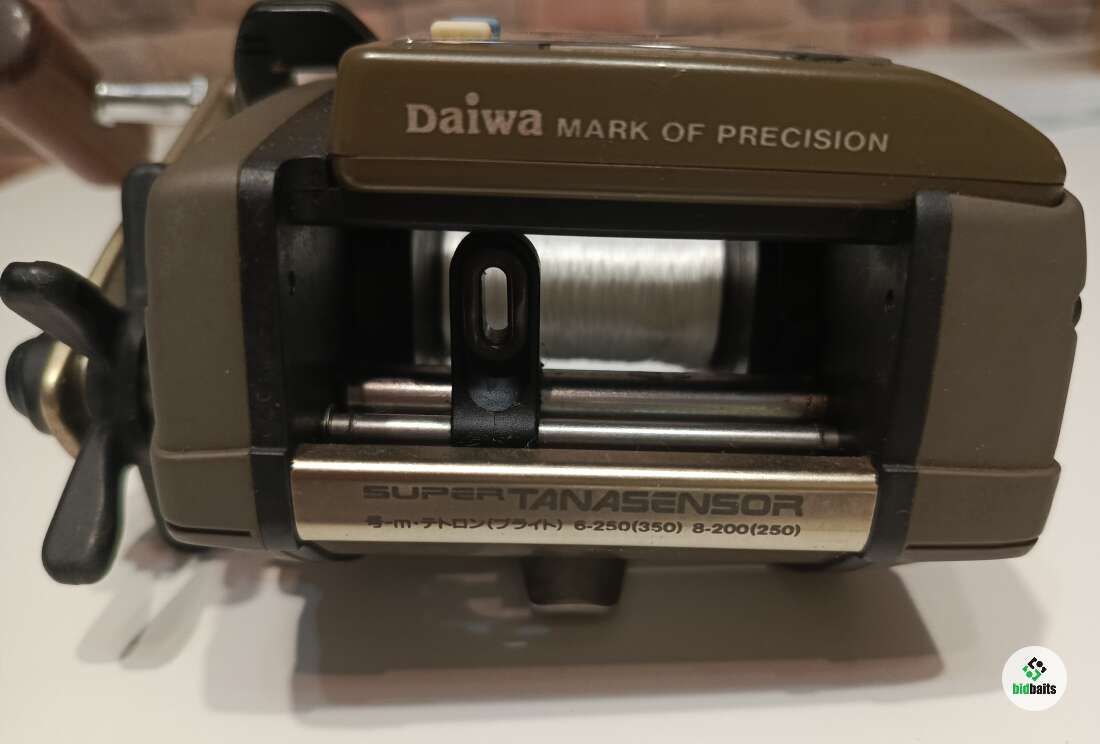 Daiwa MARK OF PRECISION
SUPER TANASENSOR
号-m・テトロン(ブライト) 6-250(350) 8-200(250)
bidbaits